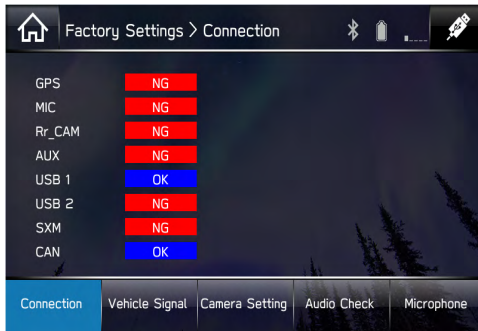 Factory Settings > Connection
GPS NG
MIC NG
Rr_CAM NG
AUX NG
USB 1 OK
USB 2 NG
SXM NG
CAN OK
Connection Vehicle Signal Camera Setting Audio Check Microphone